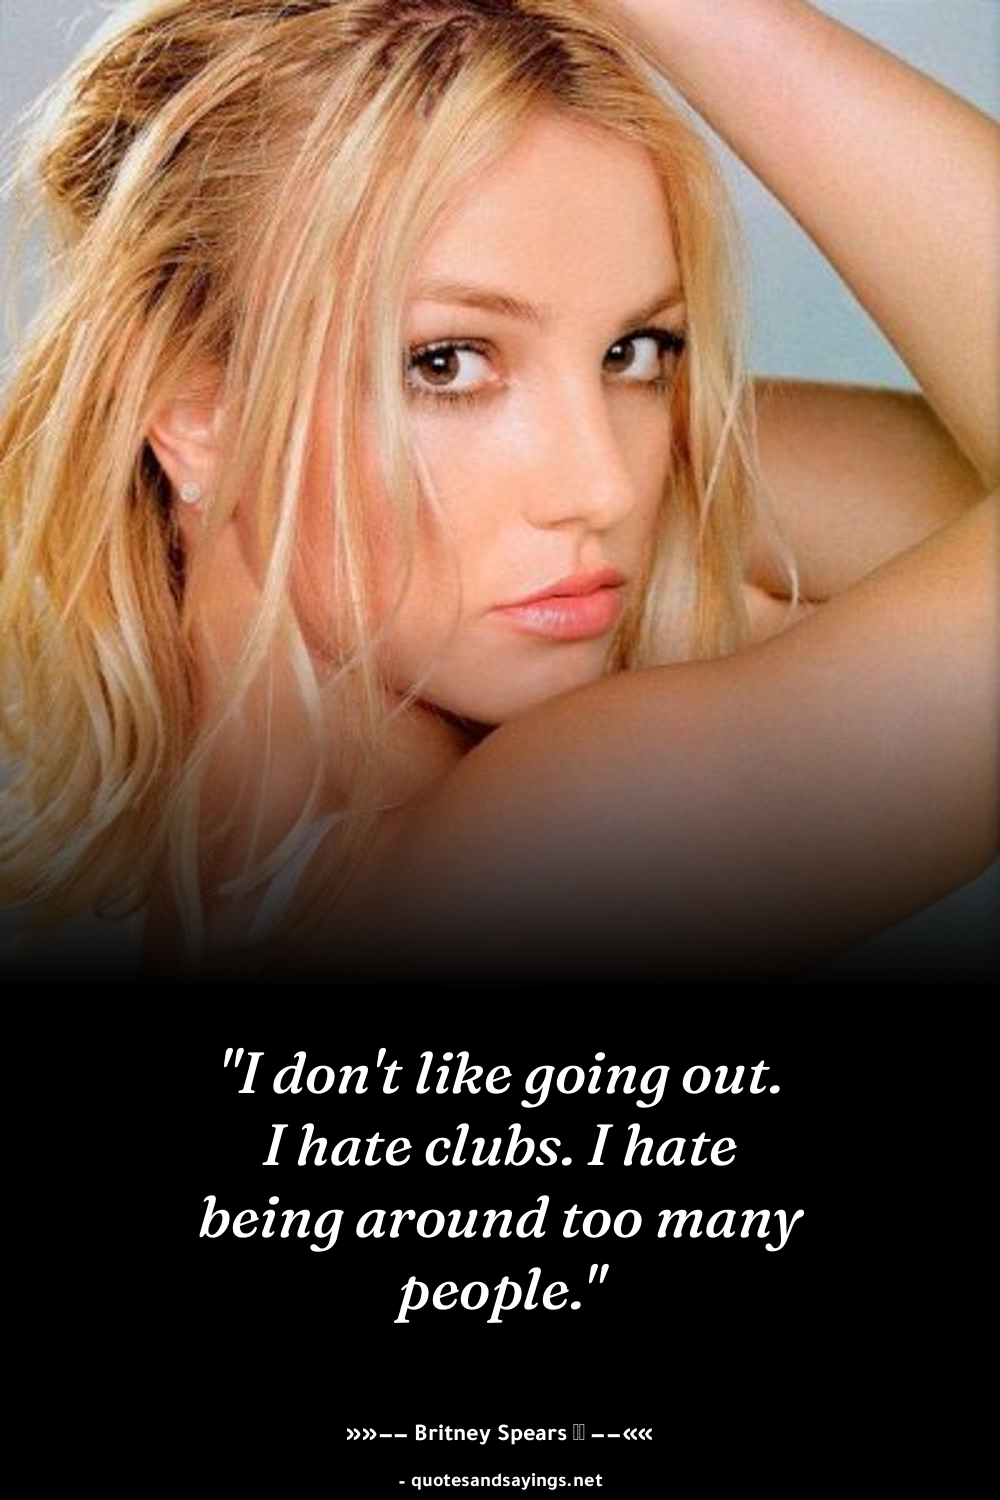 "I don't like going out.
I hate clubs. I hate
being around too many
people."
»»−− Britney Spears −−««
- quotesandsayings.net